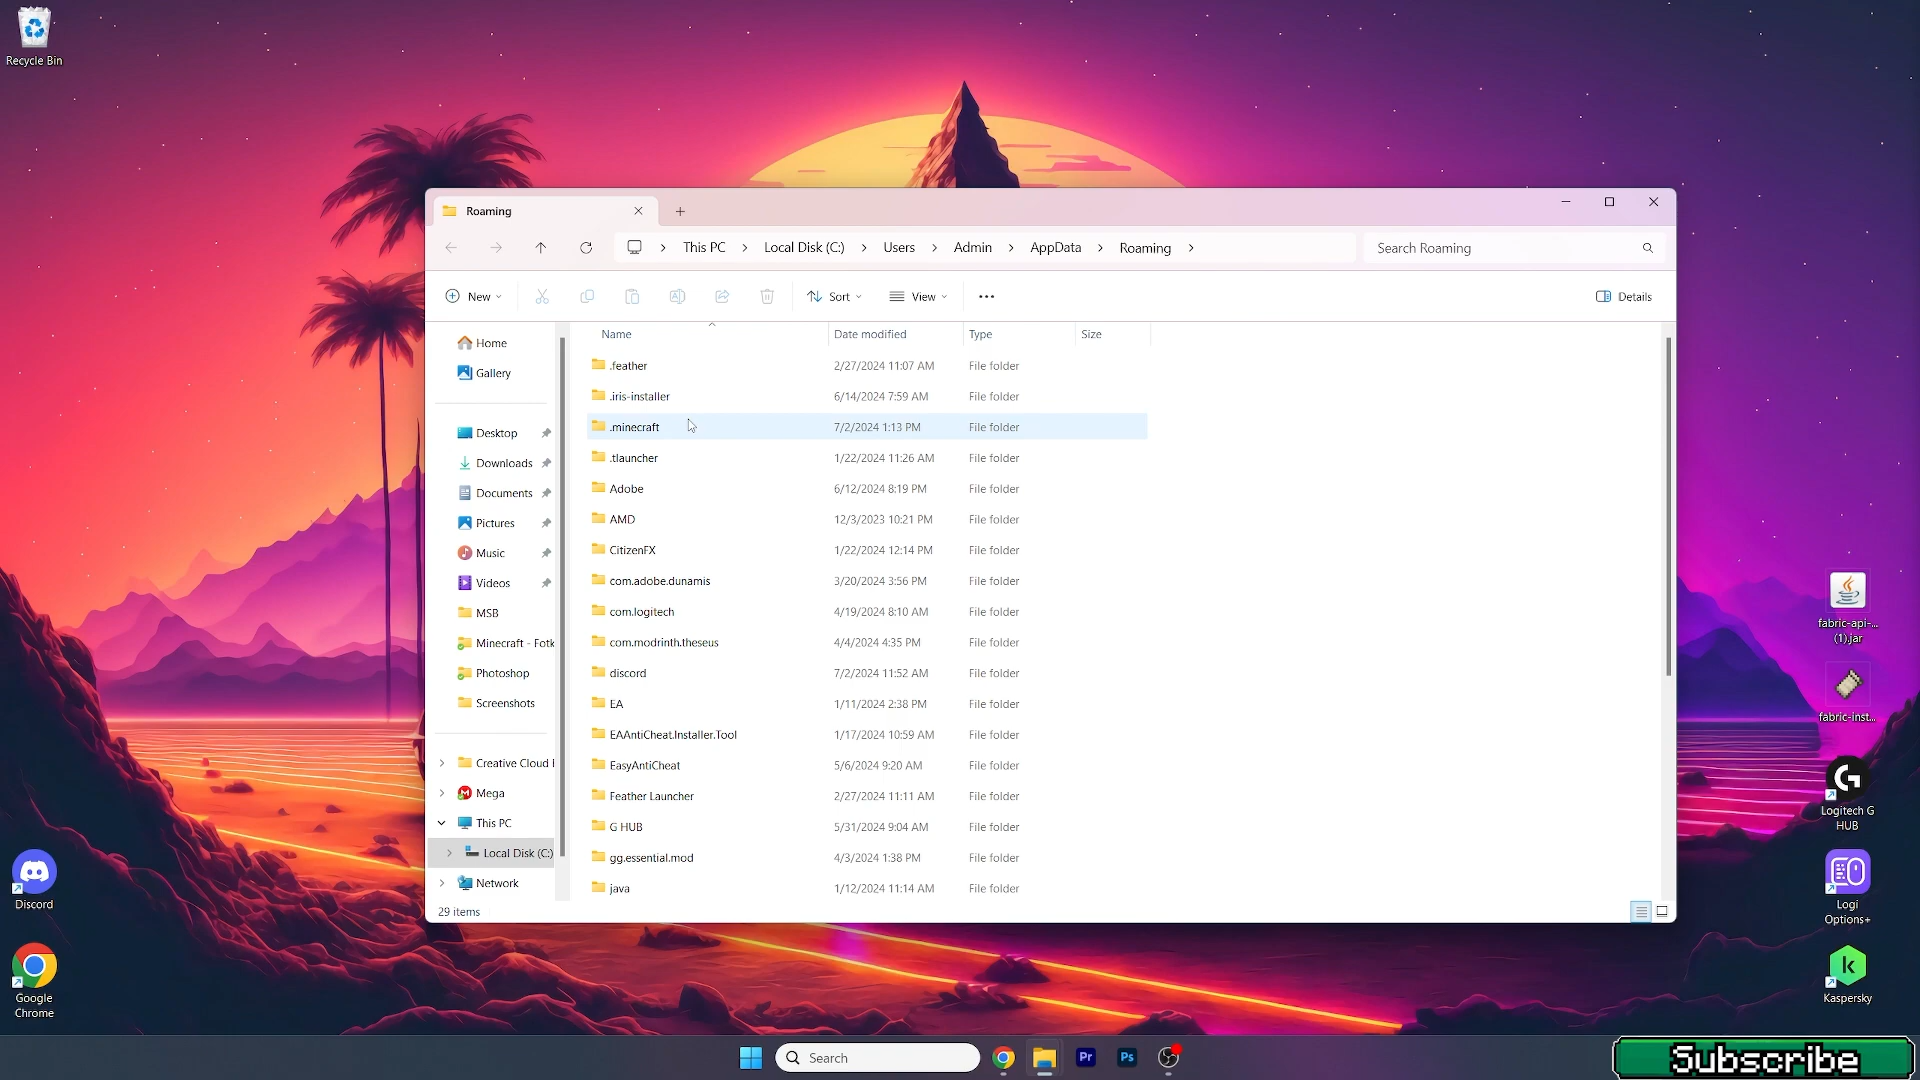 Recycle Bin
Roaming
This PC
Local Disk (C:)
Users
Admin
AppData
Roaming
Search Roaming
New
Sort
View
Details
Home
Gallery
Desktop
Downloads
Documents
Pictures
Music
Videos
MSB
Minecraft - Fotk
Photoshop
Screenshots
Creative Cloud
Mega
This PC
Local Disk (C:)
Network
Name Date modified Type Size
.feather 2/27/2024 11:07 AM File folder
.iris-installer 6/14/2024 7:59 AM File folder
.minecraft 7/2/2024 1:13 PM File folder
.tlauncher 1/22/2024 11:26 AM File folder
Adobe 6/12/2024 8:19 PM File folder
AMD 12/3/2023 10:21 PM File folder
CitizenFX 1/22/2024 12:14 PM File folder
com.adobe.dunamis 3/20/2024 3:56 PM File folder
com.logitech 4/19/2024 8:10 AM File folder
com.modrinth.theseus 4/4/2024 4:35 PM File folder
discord 7/2/2024 11:52 AM File folder
EA 1/11/2024 2:38 PM File folder
EAAntiCheat.Installer.Tool 1/17/2024 10:59 AM File folder
EasyAntiCheat 5/6/2024 9:20 AM File folder
Feather Launcher 2/27/2024 11:11 AM File folder
G HUB 5/31/2024 9:04 AM File folder
gg.essential.mod 4/3/2024 1:38 PM File folder
java 1/12/2024 11:14 AM File folder
29 items
Discord
Google
Chrome
fabric-api-...
(1).jar
fabric-inst...
Logitech G
HUB
Logi
Options+
Kaspersky
Search
Pr
Ps
Subscribe